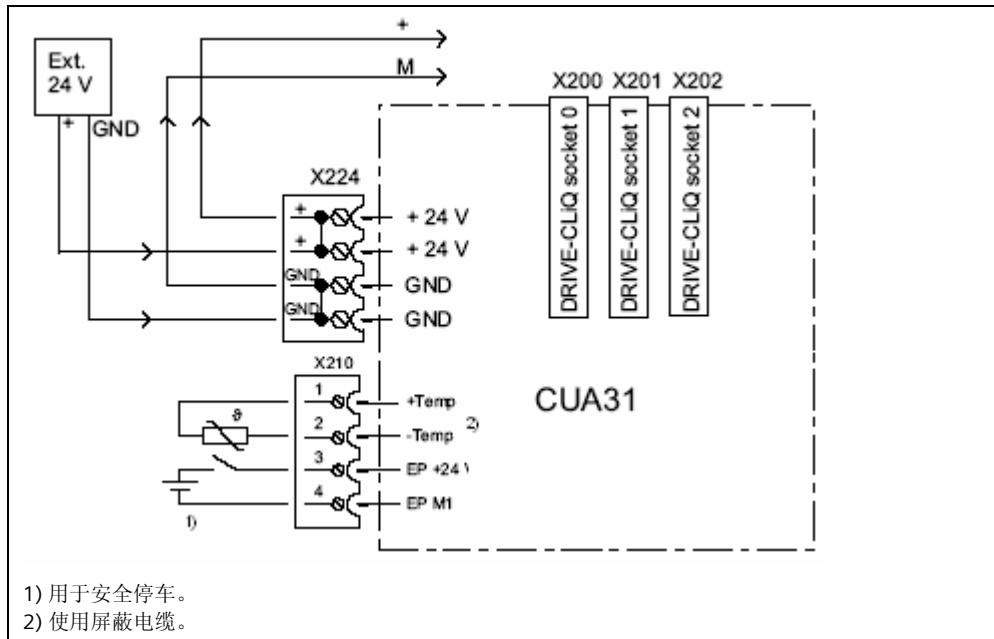 +
M
Ext.
24 V
+ GND
X200 X201 X202
DRIVE-CLiQ socket 0
DRIVE-CLiQ socket 1
DRIVE-CLiQ socket 2
X224
+ + 24 V
+ + 24 V
GND GND
GND GND
X210
1 +Temp
ϑ
2 -Temp 2)
3 EP +24 V
4 EP M1
1)
CUA31
1) 用于安全停车。
2) 使用屏蔽电缆。